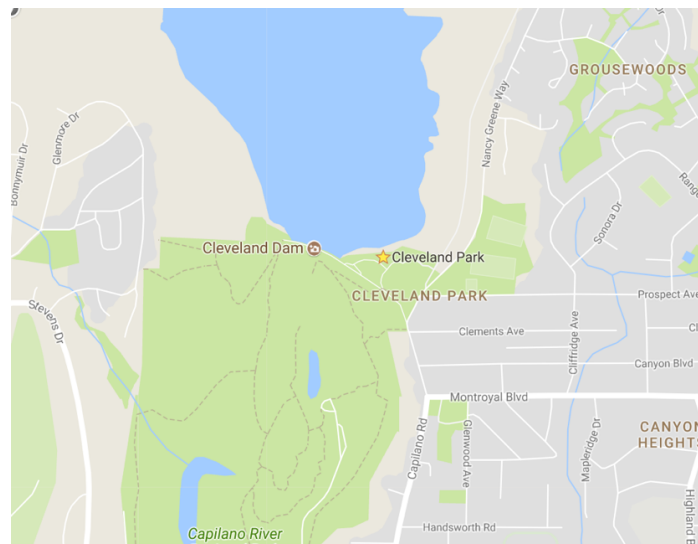 GROUSEWOODS
Nancy Greene Way
Glenmore Dr
Bonnymuir Dr
Sonora Dr
Cleveland Dam
Cleveland Park
CLEVELAND PARK
Prospect Ave
Stevens Dr
Clements Ave
Cliffridge Ave
Canyon Blvd
Montroyal Blvd
Capilano Rd
Glenwood Ave
Mapleridge Dr
CANYON
HEIGHTS
Handsworth Rd
Capilano River